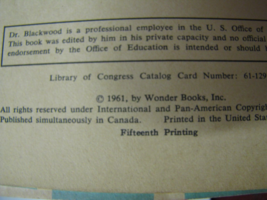 Dr. Blackwood is a professional employee in the U. S. Office of
This book was edited by him in his private capacity and no official
endorsement by the Office of Education is intended or should b
Library of Congress Catalog Card Number: 61-129
© 1961, by Wonder Books, Inc.
All rights reserved under International and Pan-American Copyrigh
Published simultaneously in Canada. Printed in the United Stat
Fifteenth Printing